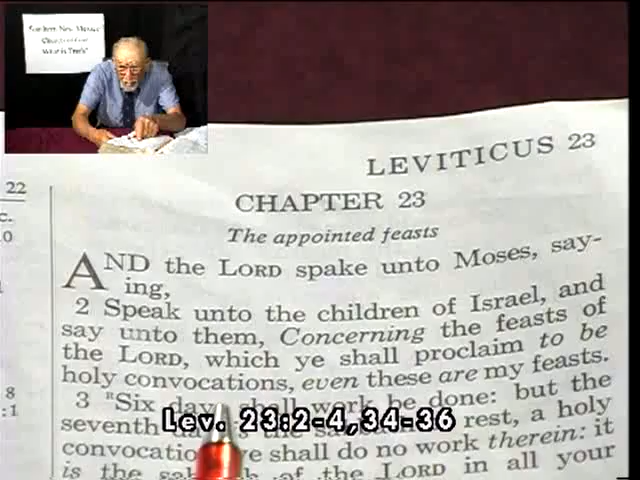 LEVITICUS 23
22
c.
0
CHAPTER 23
The appointed feasts
AND the LORD spake unto Moses, say-
ing,
2 Speak unto the children of Israel, and
say unto them, Concerning the feasts of
the LORD, which ye shall proclaim to be
holy convocations, even these are my feasts.
8
:1
3 "Six days shall work be done: but the
seventh rest, a holy
convocation ye shall do no work therein: it
is the of the LORD in all your
Lev. 23:2-4,34-36